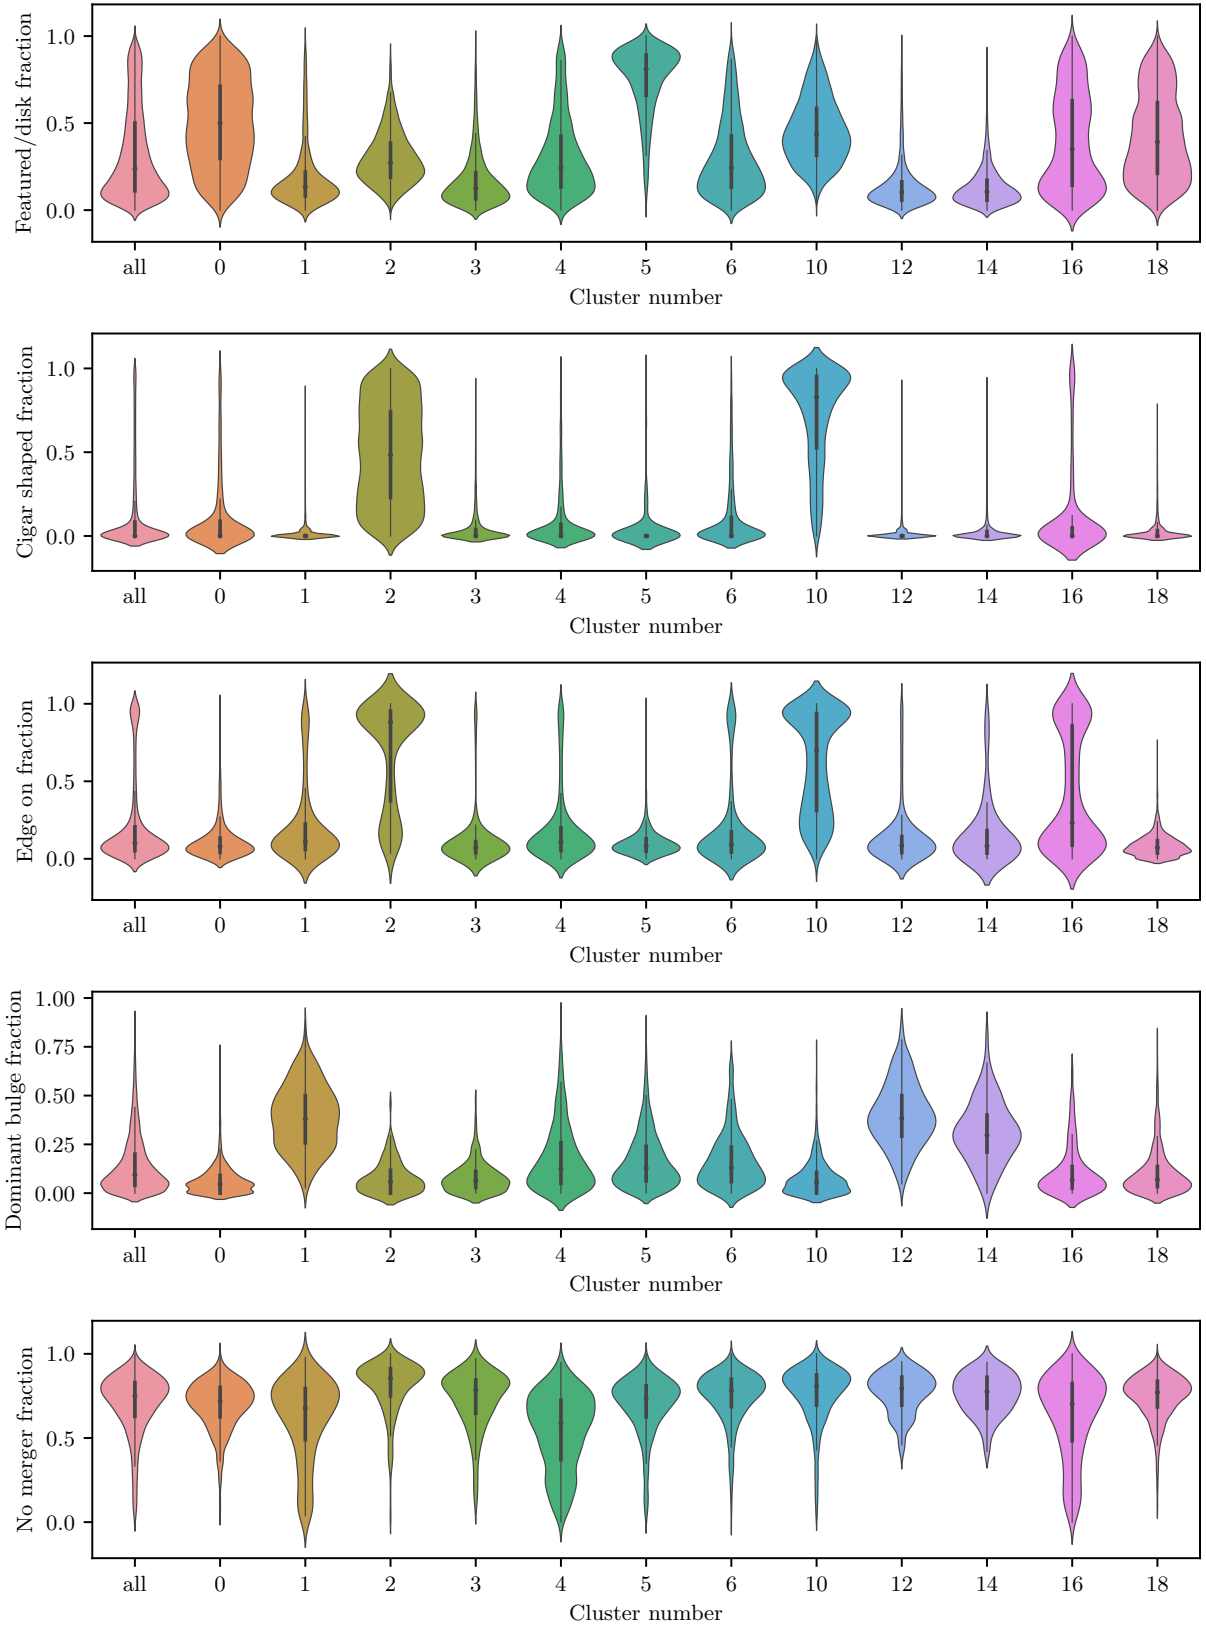 Featured/disk fraction
1.0
0.5
0.0
all 0 1 2 3 4 5 6 10 12 14 16 18
Cluster number
Cigar shaped fraction
1.0
0.5
0.0
all 0 1 2 3 4 5 6 10 12 14 16 18
Cluster number
Edge on fraction
1.0
0.5
0.0
all 0 1 2 3 4 5 6 10 12 14 16 18
Cluster number
Dominant bulge fraction
1.00
0.75
0.50
0.25
0.00
all 0 1 2 3 4 5 6 10 12 14 16 18
Cluster number
No merger fraction
1.0
0.5
0.0
all 0 1 2 3 4 5 6 10 12 14 16 18
Cluster number